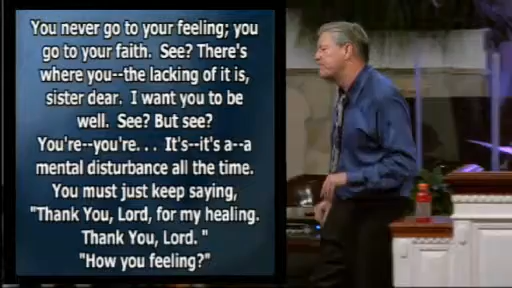 You never go to your feeling; you
go to your faith.  See? There's
where you--the lacking of it is,
sister dear.  I want you to be
well.  See? But see?
You're--you're. . .  It's--it's a--a
mental disturbance all the time.
You must just keep saying,
"Thank You, Lord, for my healing.
Thank You, Lord. "
"How you feeling?"